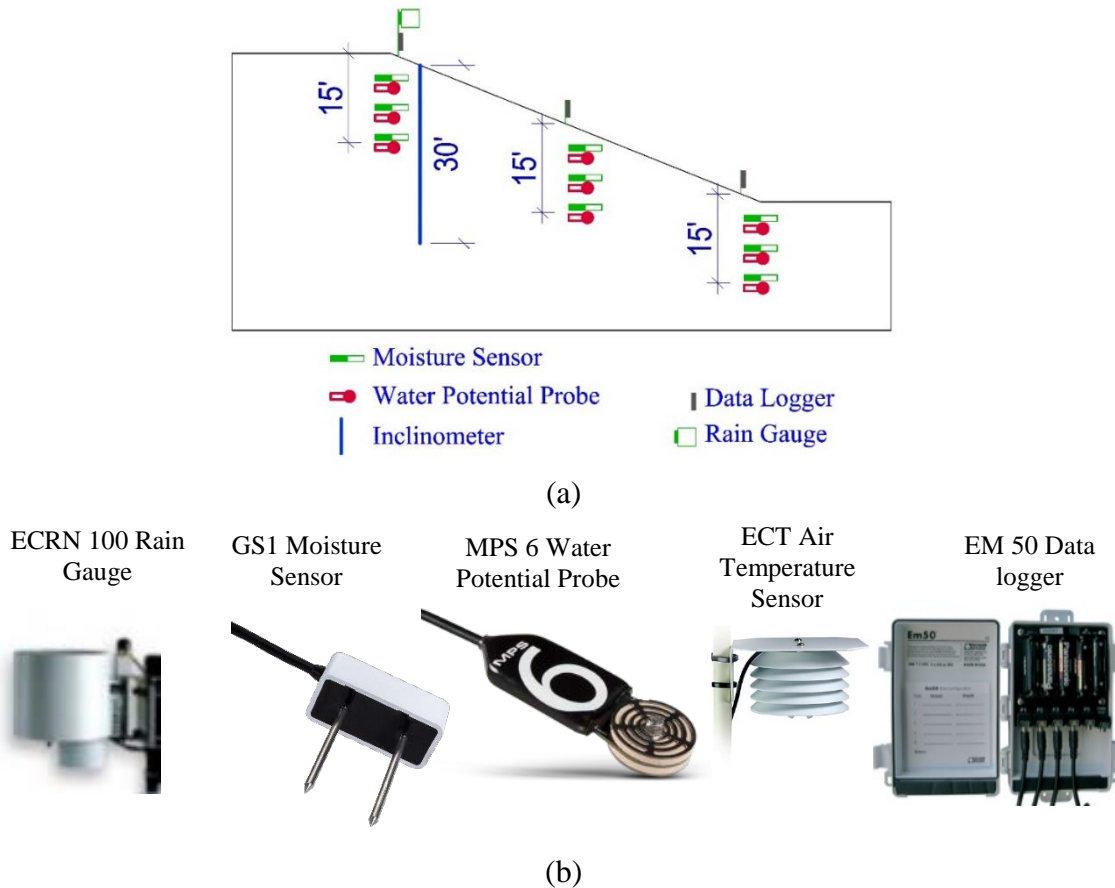 15'
30'
15'
15'
Moisture Sensor
Water Potential Probe
Inclinometer
Data Logger
Rain Gauge
(a)
ECRN 100 Rain
Gauge
GS1 Moisture
Sensor
MPS 6 Water
Potential Probe
ECT Air
Temperature
Sensor
EM 50 Data
logger
MPS
6
Em50
(b)